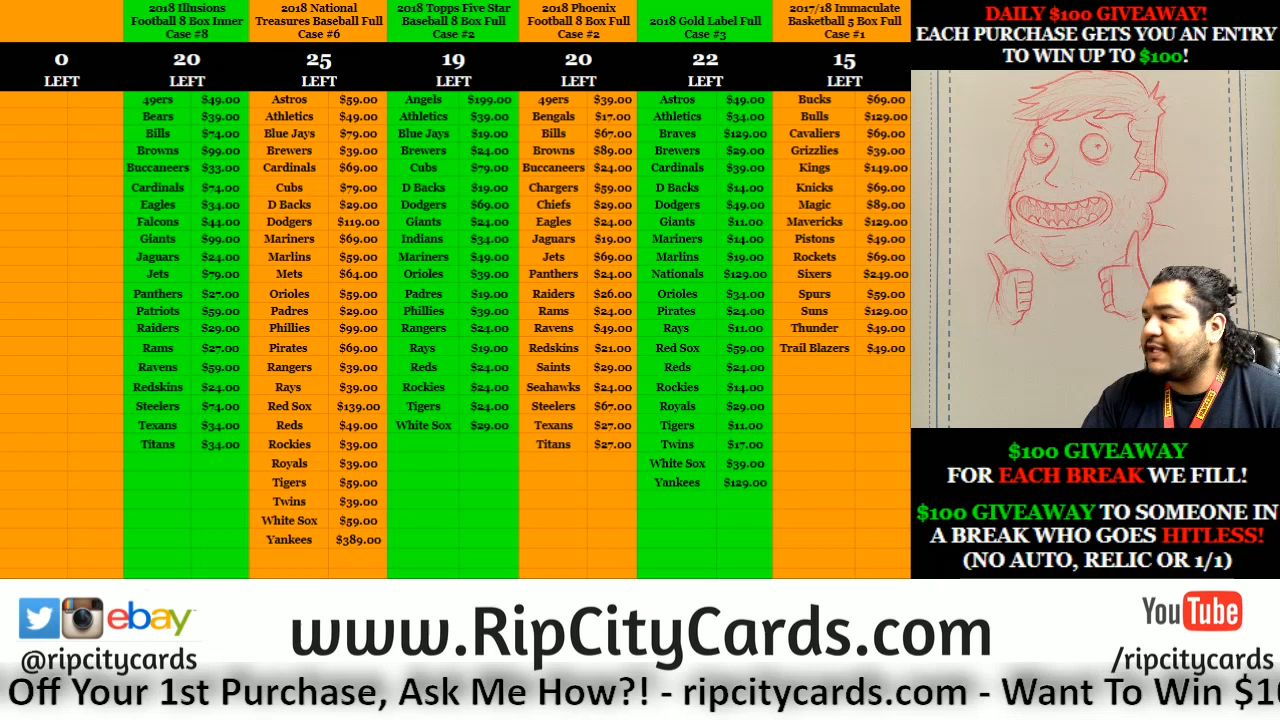 0
LEFT
2018 Illusions
Football 8 Box Inner
Case #8
20
LEFT
49ers $49.00
Bears $39.00
Bills $74.00
Browns $99.00
Buccaneers $33.00
Cardinals $74.00
Eagles $34.00
Falcons $44.00
Giants $99.00
Jaguars $24.00
Jets $79.00
Panthers $27.00
Patriots $59.00
Raiders $29.00
Rams $27.00
Ravens $59.00
Redskins $24.00
Steelers $74.00
Texans $34.00
Titans $34.00
2018 National
Treasures Baseball Full
Case #6
25
LEFT
Astros $59.00
Athletics $49.00
Blue Jays $79.00
Brewers $39.00
Cardinals $69.00
Cubs $79.00
D Backs $29.00
Dodgers $119.00
Mariners $69.00
Marlins $59.00
Mets $64.00
Orioles $59.00
Padres $29.00
Phillies $99.00
Pirates $69.00
Rangers $39.00
Rays $39.00
Red Sox $139.00
Reds $49.00
Rockies $39.00
Royals $39.00
Tigers $59.00
Twins $39.00
White Sox $59.00
Yankees $389.00
2018 Topps Five Star
Baseball 8 Box Full
Case #2
19
LEFT
Angels $199.00
Athletics $39.00
Blue Jays $19.00
Brewers $24.00
Cubs $79.00
D Backs $19.00
Dodgers $69.00
Giants $24.00
Indians $34.00
Mariners $49.00
Orioles $39.00
Padres $19.00
Phillies $39.00
Rangers $24.00
Rays $19.00
Reds $24.00
Rockies $24.00
Tigers $24.00
White Sox $29.00
2018 Phoenix
Football 8 Box Full
Case #2
20
LEFT
49ers $39.00
Bengals $17.00
Bills $67.00
Browns $89.00
Buccaneers $24.00
Chargers $59.00
Chiefs $29.00
Eagles $24.00
Jaguars $19.00
Jets $69.00
Panthers $24.00
Raiders $26.00
Rams $24.00
Ravens $49.00
Redskins $21.00
Saints $29.00
Seahawks $24.00
Steelers $67.00
Texans $27.00
Titans $27.00
2018 Gold Label Full
Case #3
22
LEFT
Astros $49.00
Athletics $34.00
Braves $129.00
Brewers $29.00
Cardinals $39.00
D Backs $14.00
Dodgers $49.00
Giants $11.00
Mariners $14.00
Marlins $19.00
Nationals $129.00
Orioles $34.00
Pirates $24.00
Rays $11.00
Red Sox $59.00
Reds $24.00
Rockies $14.00
Royals $29.00
Tigers $11.00
Twins $17.00
White Sox $39.00
Yankees $129.00
2017/18 Immaculate
Basketball 5 Box Full
Case #1
15
LEFT
Bucks $69.00
Bulls $129.00
Cavaliers $69.00
Grizzlies $39.00
Kings $149.00
Knicks $69.00
Magic $89.00
Mavericks $129.00
Pistons $49.00
Rockets $69.00
Sixers $249.00
Spurs $59.00
Suns $129.00
Thunder $49.00
Trail Blazers $49.00
DAILY $100 GIVEAWAY!
EACH PURCHASE GETS YOU AN ENTRY
TO WIN UP TO $100!
$100 GIVEAWAY
FOR EACH BREAK WE FILL!
$100 GIVEAWAY TO SOMEONE IN
A BREAK WHO GOES HITLESS!
(NO AUTO, RELIC OR 1/1)
ebay
@ripcitycards
www.RipCityCards.com
YouTube
/ripcitycards
Off Your 1st Purchase, Ask Me How?! - ripcitycards.com - Want To Win $1